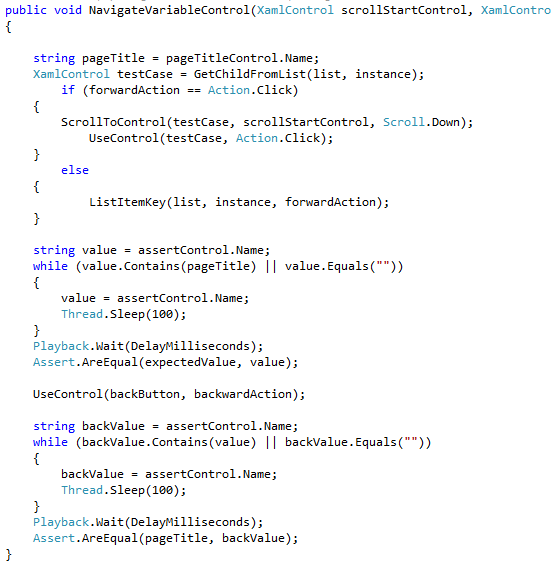 public void NavigateVariableControl(XamlControl scrollStartControl, XamlContro
{
string pageTitle = pageTitleControl.Name;
XamlControl testCase = GetChildFromList(list, instance);
if (forwardAction == Action.Click)
{
ScrollToControl(testCase, scrollStartControl, Scroll.Down);
UseControl(testCase, Action.Click);
}
else
{
ListItemKey(list, instance, forwardAction);
}
string value = assertControl.Name;
while (value.Contains(pageTitle) || value.Equals(""))
{
value = assertControl.Name;
Thread.Sleep(100);
}
Playback.Wait(DelayMilliseconds);
Assert.AreEqual(expectedValue, value);
UseControl(backButton, backwardAction);
string backValue = assertControl.Name;
while (backValue.Contains(value) || backValue.Equals(""))
{
backValue = assertControl.Name;
Thread.Sleep(100);
}
Playback.Wait(DelayMilliseconds);
Assert.AreEqual(pageTitle, backValue);
}